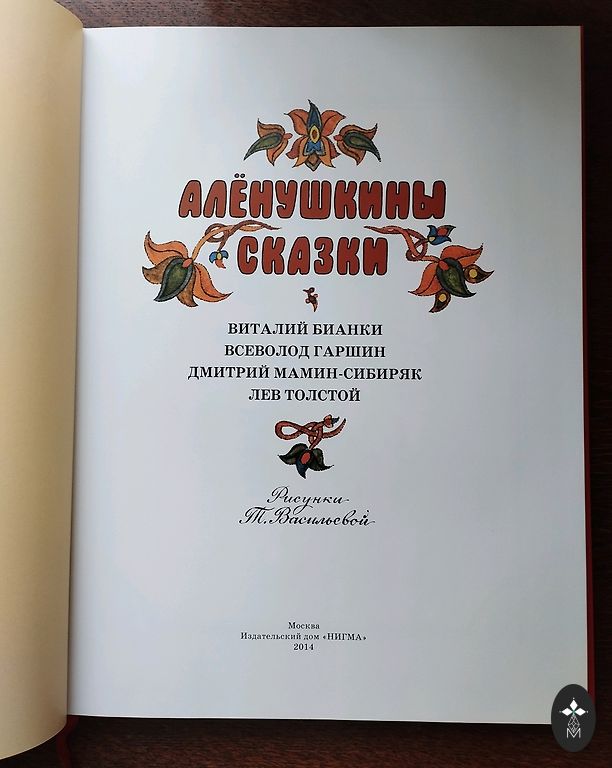 АЛЁНУШКИНЫ
СКАЗКИ
ВИТАЛИЙ БИАНКИ
ВСЕВОЛОД ГАРШИН
ДМИТРИЙ МАМИН-СИБИРЯК
ЛЕВ ТОЛСТОЙ
Рисунки
Т. Васильевой
Москва
Издательский дом «НИГМА»
2014
М